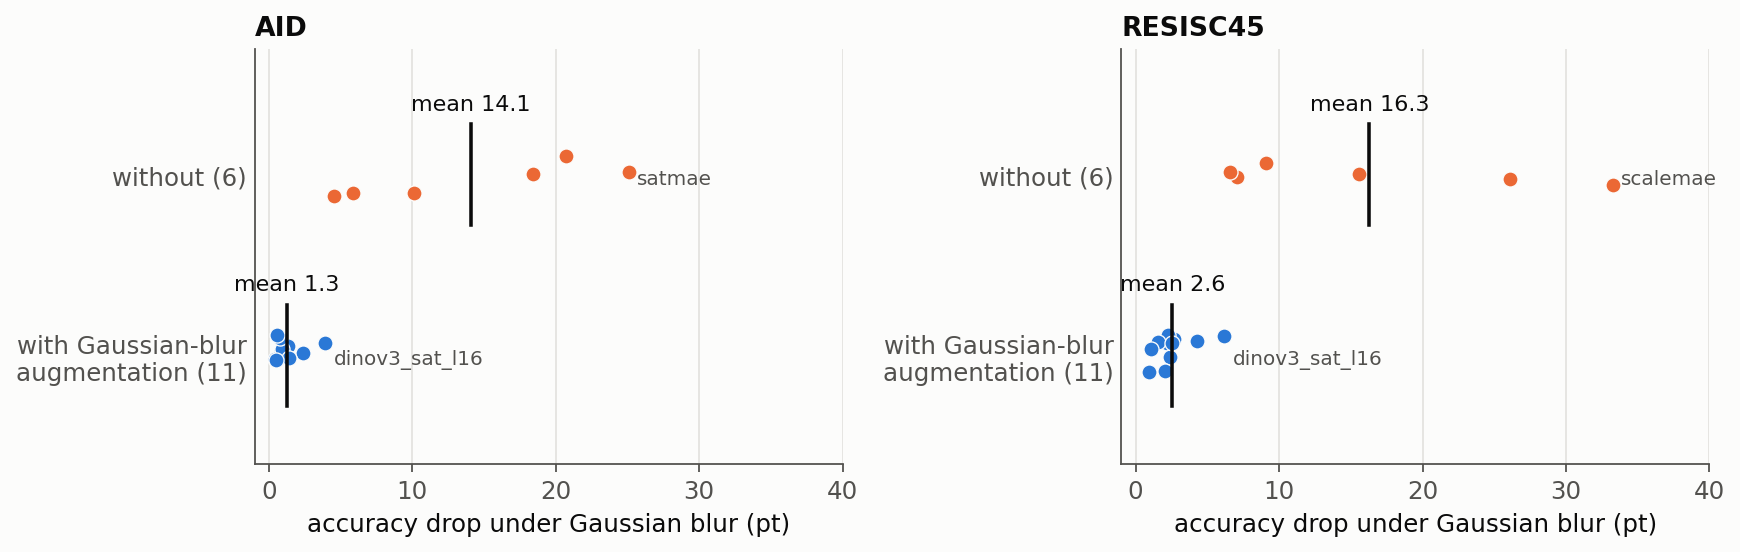 AID
mean 14.1
without (6)
satmae
mean 1.3
with Gaussian-blur
augmentation (11)
dinov3_sat_l16
0 10 20 30 40
accuracy drop under Gaussian blur (pt)
RESISC45
mean 16.3
without (6)
scalemae
mean 2.6
with Gaussian-blur
augmentation (11)
dinov3_sat_l16
0 10 20 30 40
accuracy drop under Gaussian blur (pt)